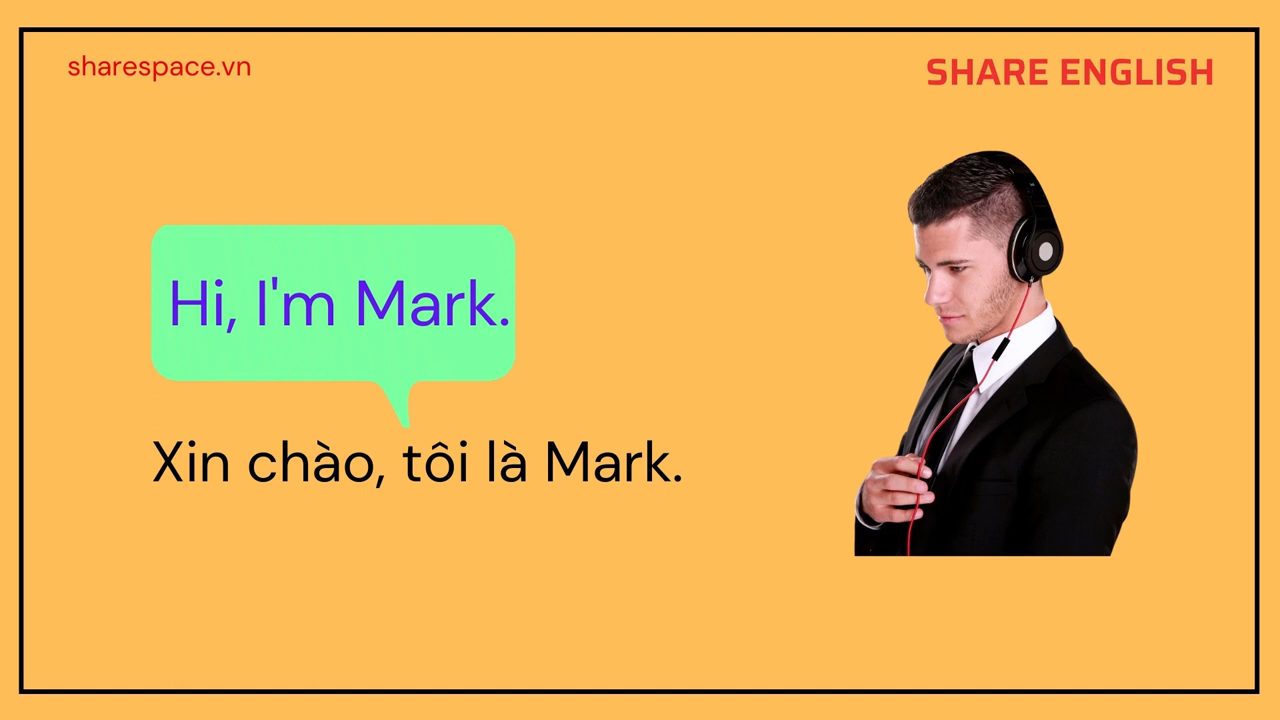 sharespace.vn
SHARE ENGLISH
Hi, I'm Mark.
Xin chào, tôi là Mark.